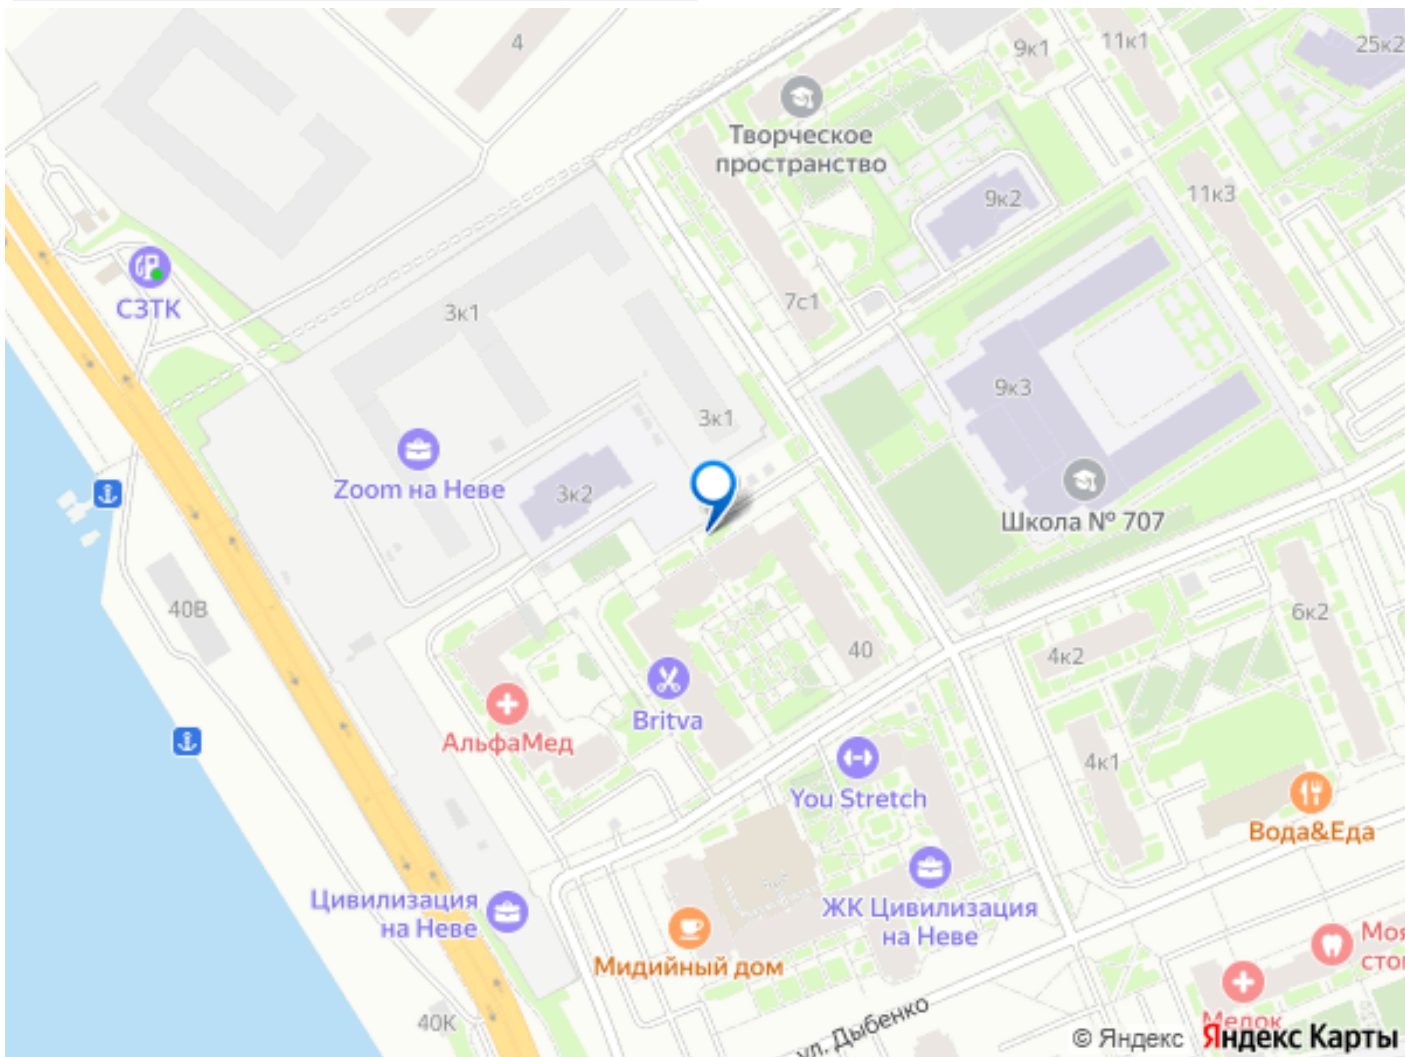 4
9к1
11к1
25к2
Творческое
пространство
9к2
11к3
СЗТК
3к1
7с1
9к3
3к1
Zoom на Неве
3к2
Школа № 707
40В
6к2
40
4к2
Britva
АльфаМед
4к1
You Stretch
Вода&Еда
Цивилизация
на Неве
ЖК Цивилизация
на Неве
Моя
Мидийный дом
40К
ул. Дыбенко
Медок
© Яндекс Яндекс Карты